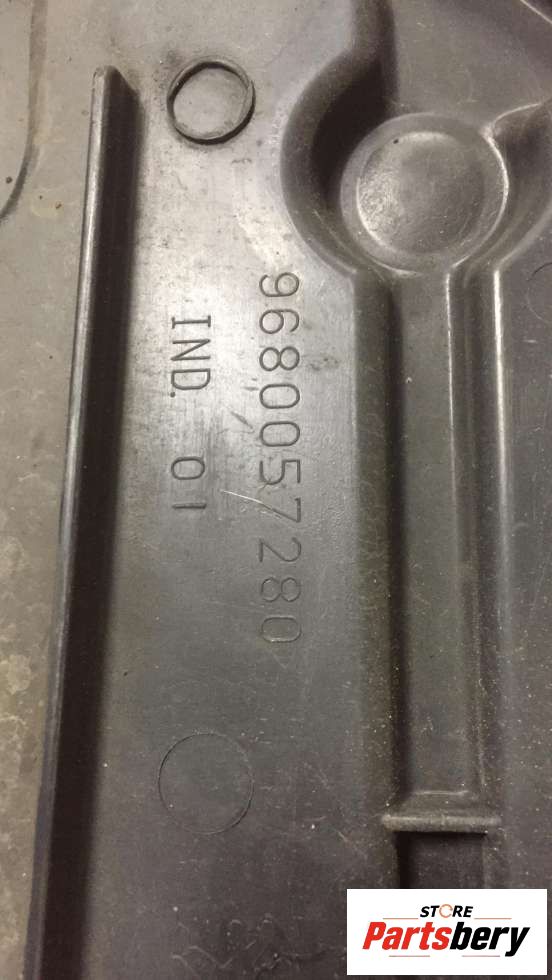 9680057280
IND. 01
STORE
Partsbery